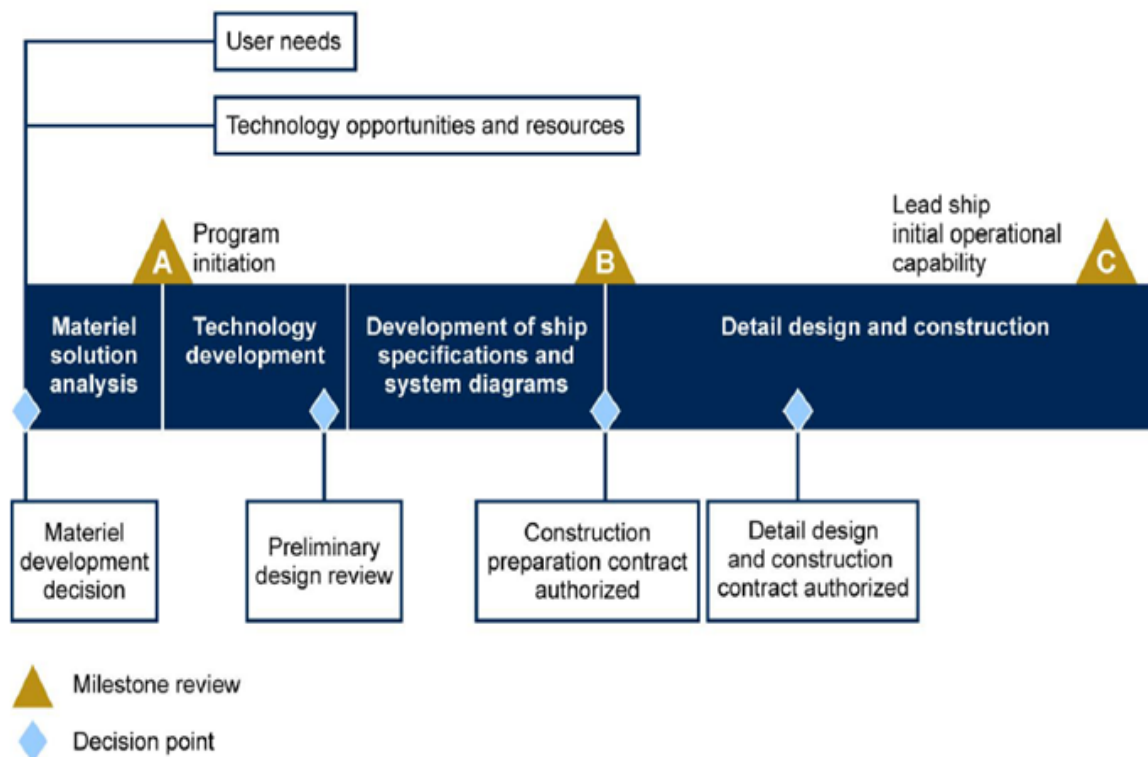 User needs
Technology opportunities and resources
A
Program
initiation
B
Lead ship
initial operational
capability
C
Materiel
solution
analysis
Technology
development
Development of ship
specifications and
system diagrams
Detail design and construction
Materiel
development
decision
Preliminary
design review
Construction
preparation contract
authorized
Detail design
and construction
contract authorized
Milestone review
Decision point